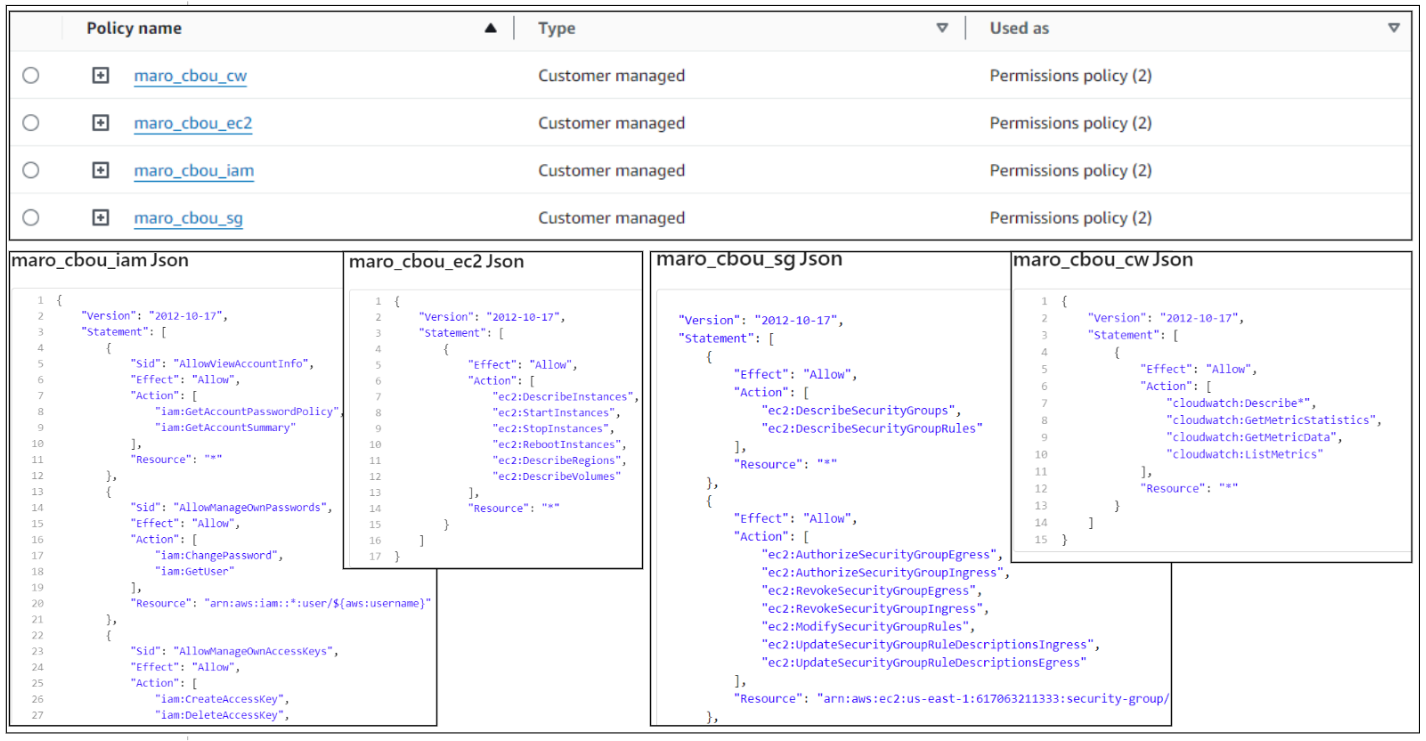 Policy name Type Used as
maro_cbou_cw Customer managed Permissions policy (2)
maro_cbou_ec2 Customer managed Permissions policy (2)
maro_cbou_iam Customer managed Permissions policy (2)
maro_cbou_sg Customer managed Permissions policy (2)
maro_cbou_iam Json
1 {
2 "Version": "2012-10-17",
3 "Statement": [
4 {
5 "Sid": "AllowViewAccountInfo",
6 "Effect": "Allow",
7 "Action": [
8 "iam:GetAccountPasswordPolicy",
9 "iam:GetAccountSummary"
10 ],
11 "Resource": "*"
12 },
13 {
14 "Sid": "AllowManageOwnPasswords",
15 "Effect": "Allow",
16 "Action": [
17 "iam:ChangePassword",
18 "iam:GetUser"
19 ],
20 "Resource": "arn:aws:iam::*:user/${aws:username}"
21 },
22 {
23 "Sid": "AllowManageOwnAccessKeys",
24 "Effect": "Allow",
25 "Action": [
26 "iam:CreateAccessKey",
27 "iam:DeleteAccessKey",
maro_cbou_ec2 Json
1 {
2 "Version": "2012-10-17",
3 "Statement": [
4 {
5 "Effect": "Allow",
6 "Action": [
7 "ec2:DescribeInstances",
8 "ec2:StartInstances",
9 "ec2:StopInstances",
10 "ec2:RebootInstances",
11 "ec2:DescribeRegions",
12 "ec2:DescribeVolumes"
13 ],
14 "Resource": "*"
15 }
16 ]
17 }
maro_cbou_sg Json
"Version": "2012-10-17",
"Statement": [
{
"Effect": "Allow",
"Action": [
"ec2:DescribeSecurityGroups",
"ec2:DescribeSecurityGroupRules"
],
"Resource": "*"
},
{
"Effect": "Allow",
"Action": [
"ec2:AuthorizeSecurityGroupEgress",
"ec2:AuthorizeSecurityGroupIngress",
"ec2:RevokeSecurityGroupEgress",
"ec2:RevokeSecurityGroupIngress",
"ec2:ModifySecurityGroupRules",
"ec2:UpdateSecurityGroupRuleDescriptionsIngress",
"ec2:UpdateSecurityGroupRuleDescriptionsEgress"
],
"Resource": "arn:aws:ec2:us-east-1:617063211333:security-group/
},
maro_cbou_cw Json
1 {
2 "Version": "2012-10-17",
3 "Statement": [
4 {
5 "Effect": "Allow",
6 "Action": [
7 "cloudwatch:Describe*",
8 "cloudwatch:GetMetricStatistics",
9 "cloudwatch:GetMetricData",
10 "cloudwatch:ListMetrics"
11 ],
12 "Resource": "*"
13 }
14 ]
15 }